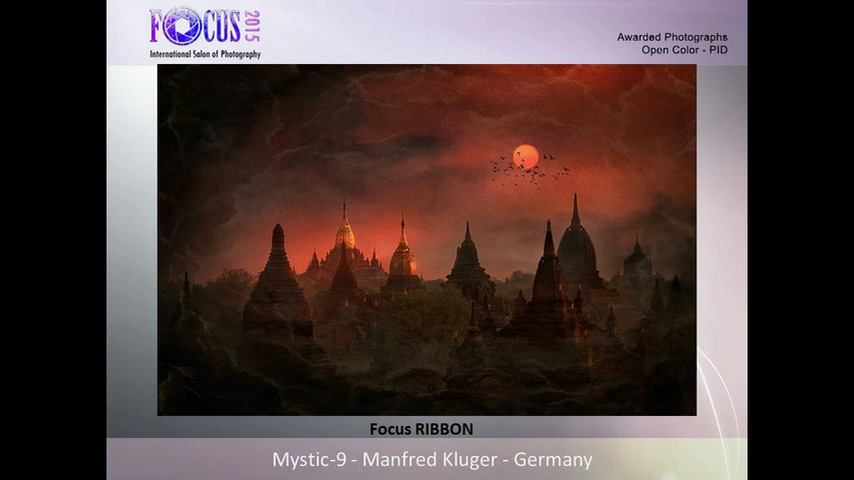 FOCUS 2015
International Salon of Photography
Awarded Photographs
Open Color - PID
Focus RIBBON
Mystic-9 - Manfred Kluger - Germany